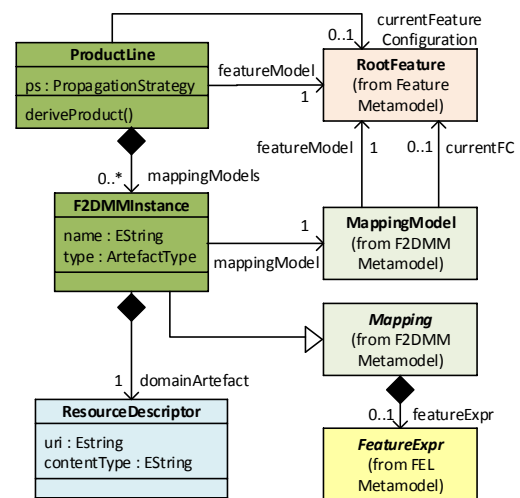 ProductLine
ps : PropagationStrategy
deriveProduct()
currentFeature
Configuration
0..1
RootFeature
(from Feature
Metamodel)
featureModel
1
featureModel
1
0..1
currentFC
0..*
mappingModels
F2DMMInstance
name : EString
type : ArtefactType
1
mappingModel
MappingModel
(from F2DMM
Metamodel)
Mapping
(from F2DMM
Metamodel)
1
domainArtefact
0..1
featureExpr
ResourceDescriptor
uri : Estring
contentType : EString
FeatureExpr
(from FEL
Metamodel)